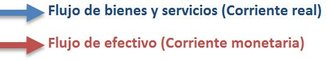 Flujo de bienes y servicios (Corriente real)
Flujo de efectivo (Corriente monetaria)